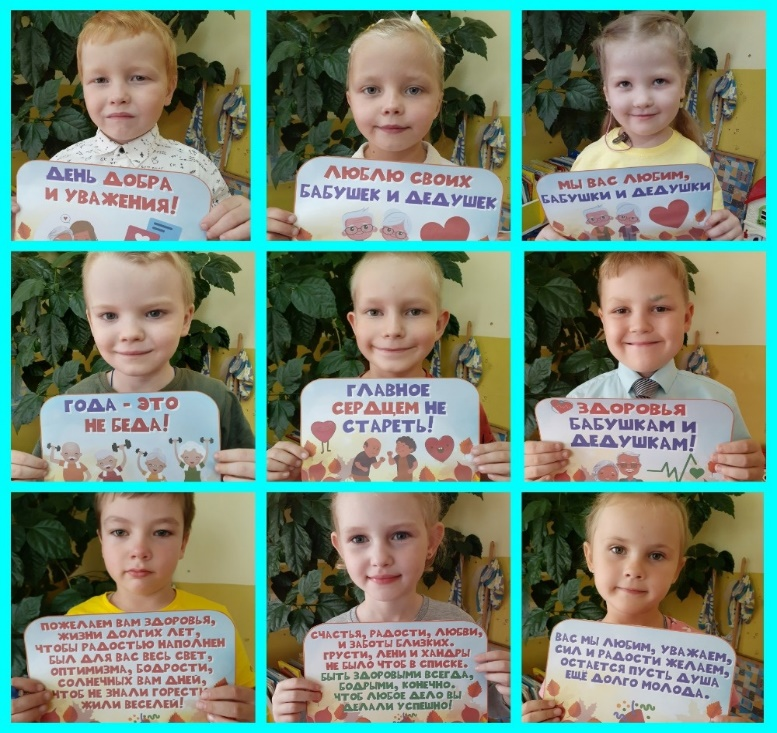 ДЕНЬ ДОБРА
И УВАЖЕНИЯ!
ЛЮБЛЮ СВОИХ
БАБУШЕК И ДЕДУШЕК
МЫ ВАС ЛЮБИМ,
БАБУШКИ И ДЕДУШКИ
ГОДА - ЭТО
НЕ БЕДА!
ГЛАВНОЕ
СЕРДЦЕМ НЕ
СТАРЕТЬ!
ЗДОРОВЬЯ
БАБУШКАМ И
ДЕДУШКАМ!
ПОЖЕЛАЕМ ВАМ ЗДОРОВЬЯ,
ЖИЗНИ ДОЛГИХ ЛЕТ,
ЧТОБЫ РАДОСТЬЮ НАПОЛНЕН
БЫЛ ДЛЯ ВАС ВЕСЬ СВЕТ,
ОПТИМИЗМА, БОДРОСТИ,
СОЛНЕЧНЫХ ВАМ ДНЕЙ,
ЧТОБ НЕ ЗНАЛИ ГОРЕСТИ,
ЖИЛИ ВЕСЕЛЕЙ!
СЧАСТЬЯ, РАДОСТИ, ЛЮБВИ,
И ЗАБОТЫ БЛИЗКИХ.
ГРУСТИ, ЛЕНИ И ХАНДРЫ
НЕ БЫЛО ЧТОБ В СПИСКЕ.
БЫТЬ ЗДОРОВЫМИ ВСЕГДА,
БОДРЫМИ, КОНЕЧНО.
ЧТОБ ЛЮБОЕ ДЕЛО ВЫ
ДЕЛАЛИ УСПЕШНО!
ВАС МЫ ЛЮБИМ, УВАЖАЕМ,
СИЛ И РАДОСТИ ЖЕЛАЕМ,
ОСТАЕТСЯ ПУСТЬ ДУША
ЕЩЁ ДОЛГО МОЛОДА.